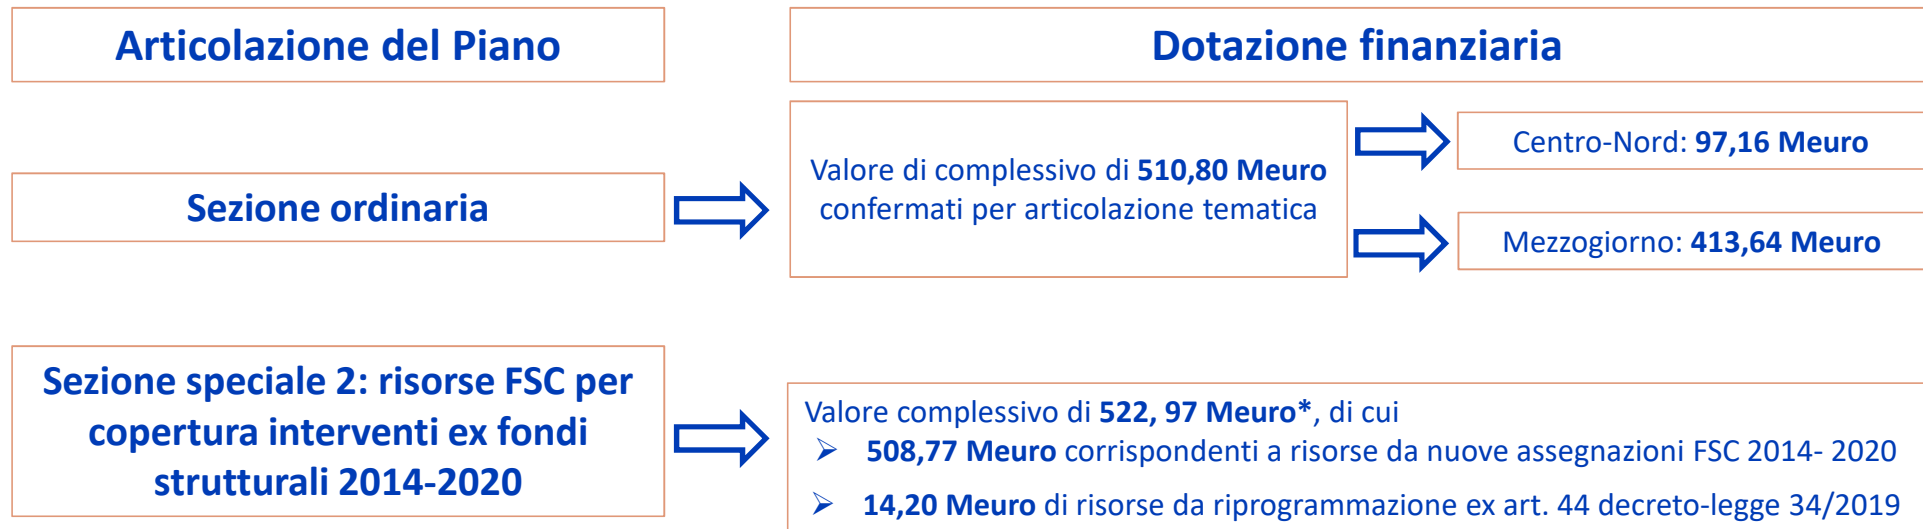 Articolazione del Piano
Dotazione finanziaria
Sezione ordinaria
Valore di complessivo di 510,80 Meuro
confermati per articolazione tematica
Centro-Nord: 97,16 Meuro
Mezzogiorno: 413,64 Meuro
Sezione speciale 2: risorse FSC per
copertura interventi ex fondi
strutturali 2014-2020
Valore complessivo di 522, 97 Meuro*, di cui
➢ 508,77 Meuro corrispondenti a risorse da nuove assegnazioni FSC 2014- 2020
➢ 14,20 Meuro di risorse da riprogrammazione ex art. 44 decreto-legge 34/2019